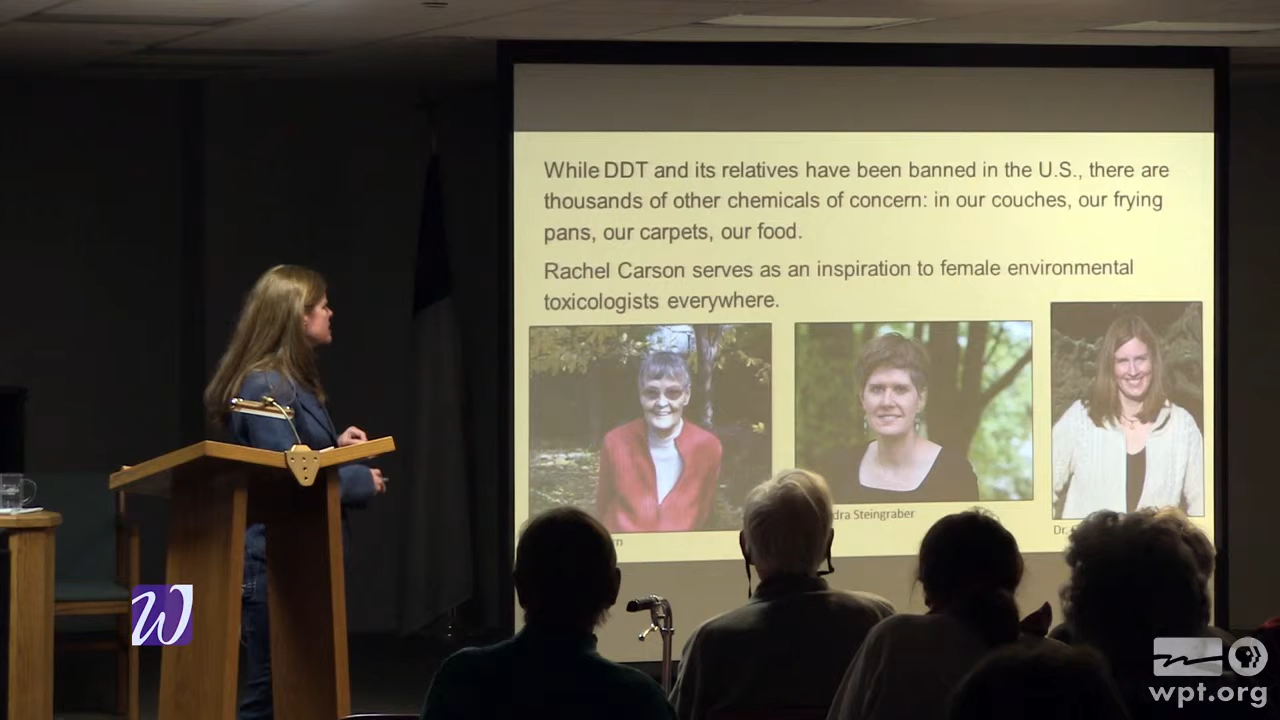 While DDT and its relatives have been banned in the U.S., there are
thousands of other chemicals of concern: in our couches, our frying
pans, our carpets, our food.
Rachel Carson serves as an inspiration to female environmental
toxicologists everywhere.
Steingraber
Dr.
W
wpt.org